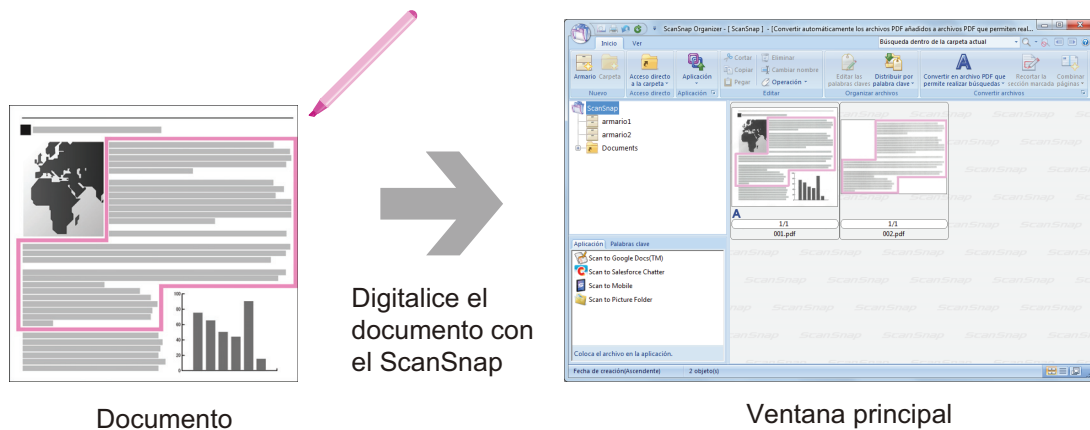 ScanSnap Organizer - [ ScanSnap ] - [Convertir automáticamente los archivos PDF añadidos a archivos PDF que permiten real...
Inicio Ver
Búsqueda dentro de la carpeta actual
Armario Carpeta
Nuevo
Acceso directo
a la carpeta
Acceso directo
Aplicación
Aplicación
Cortar
Copiar
Pegar
Eliminar
Cambiar nombre
Operación
Editar
Editar las
palabras claves
Distribuir por
palabra clave
Organizar archivos
Convertir en archivo PDF que
permite realizar búsquedas
Recortar la
sección marcada
Combinar
páginas
Convertir archivos
ScanSnap
armario1
armario2
Documents
A
1/1
001.pdf
1/1
002.pdf
Aplicación Palabras clave
Scan to Google Docs(TM)
Scan to Salesforce Chatter
Scan to Mobile
Scan to Picture Folder
Coloca el archivo en la aplicación.
Fecha de creación(Ascendente) 2 objeto(s)
100
80
60
40
20
0
Digitalice el
documento con
el ScanSnap
Documento
Ventana principal